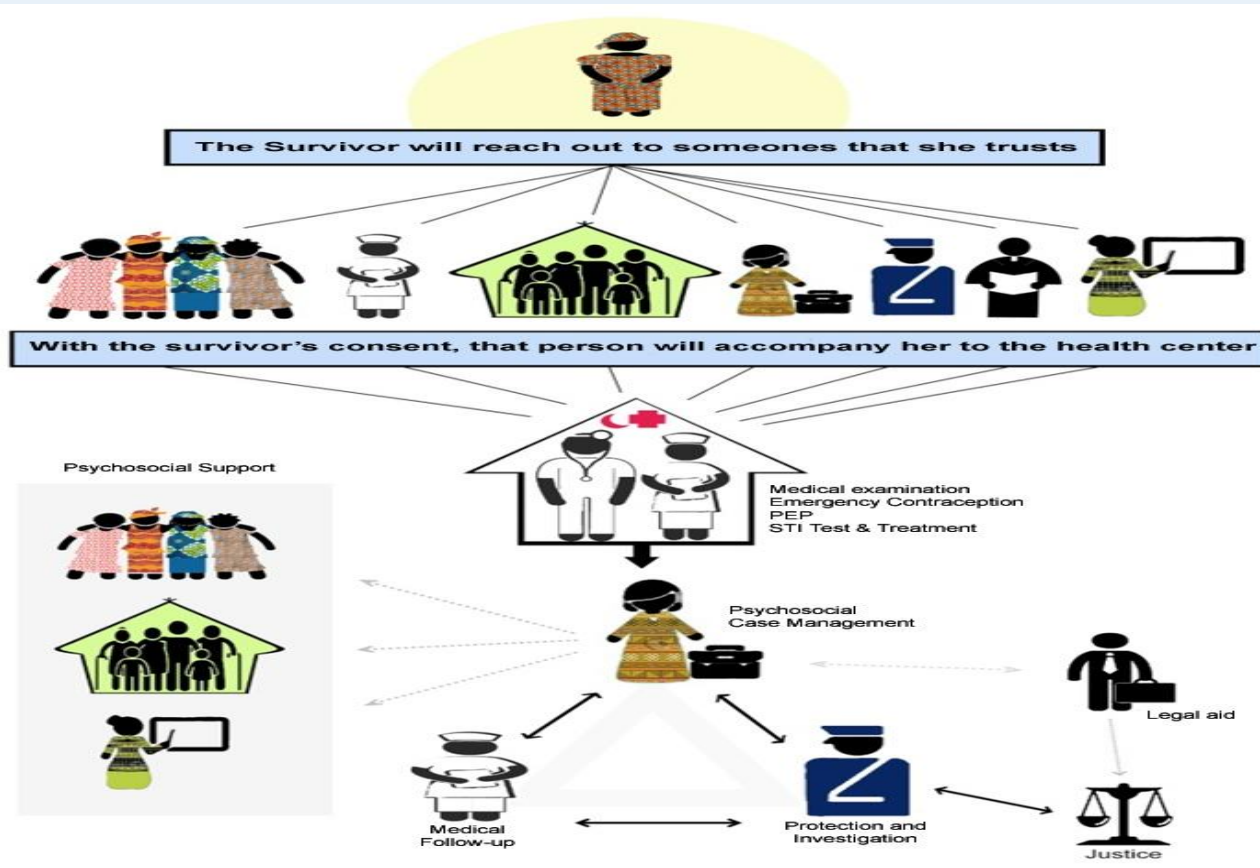 The Survivor will reach out to someones that she trusts
With the survivor's consent, that person will accompany her to the health center
Psychosocial Support
Medical examination
Emergency Contraception
PEP
STI Test & Treatment
Psychosocial
Case Management
Legal aid
Medical
Follow-up
Protection and
Investigation
Justice